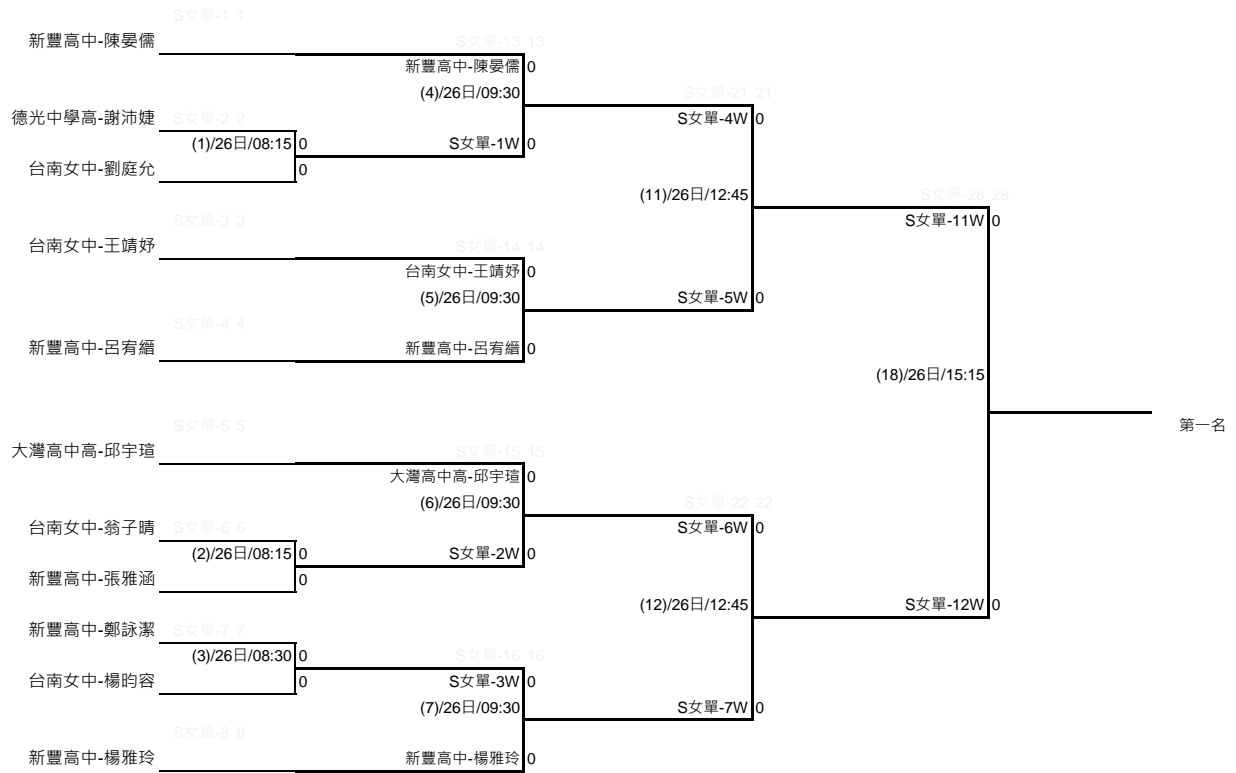 S女單-1 1
新豐高中-陳晏儒
S女單-13 13
新豐高中-陳晏儒 0
(4)/26日/09:30
S女單-21 21
德光中學高-謝沛婕 S女單-2 2
S女單-4W 0
(1)/26日/08:15 0
S女單-1W 0
台南女中-劉庭允
0
(11)/26日/12:45
S女單-28 28
S女單-3 3
S女單-11W 0
台南女中-王靖妤
S女單-14 14
台南女中-王靖妤 0
(5)/26日/09:30
S女單-5W 0
S女單-4 4
新豐高中-呂宥縉
新豐高中-呂宥縉 0
(18)/26日/15:15
第一名
S女單-5 5
大灣高中高-邱宇瑄
S女單-15 15
大灣高中高-邱宇瑄 0
(6)/26日/09:30
S女單-22 22
台南女中-翁子晴 S女單-6 6
S女單-6W 0
(2)/26日/08:15 0
S女單-2W 0
新豐高中-張雅涵
0
(12)/26日/12:45
S女單-12W 0
新豐高中-鄭詠潔 S女單-7 7
(3)/26日/08:30 0
S女單-16 16
台南女中-楊昀容
0
S女單-3W 0
(7)/26日/09:30
S女單-7W 0
S女單-8 8
新豐高中-楊雅玲
新豐高中-楊雅玲 0